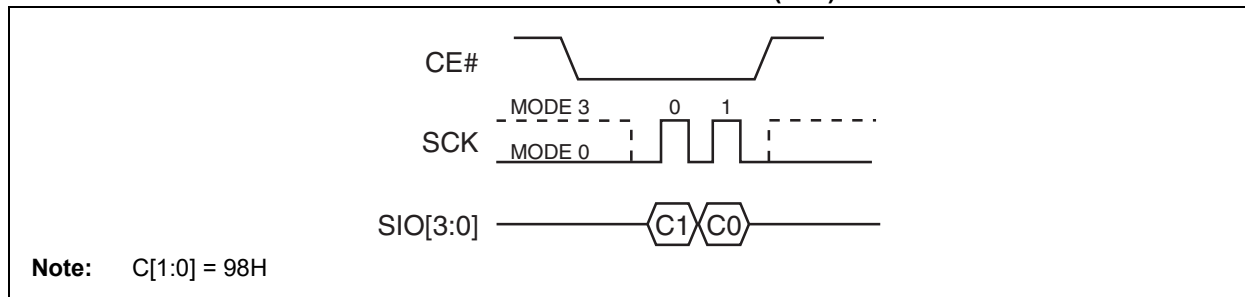 CE#
MODE 3 0 1
SCK
MODE 0
SIO[3:0] C1 C0
Note: C[1:0] = 98H